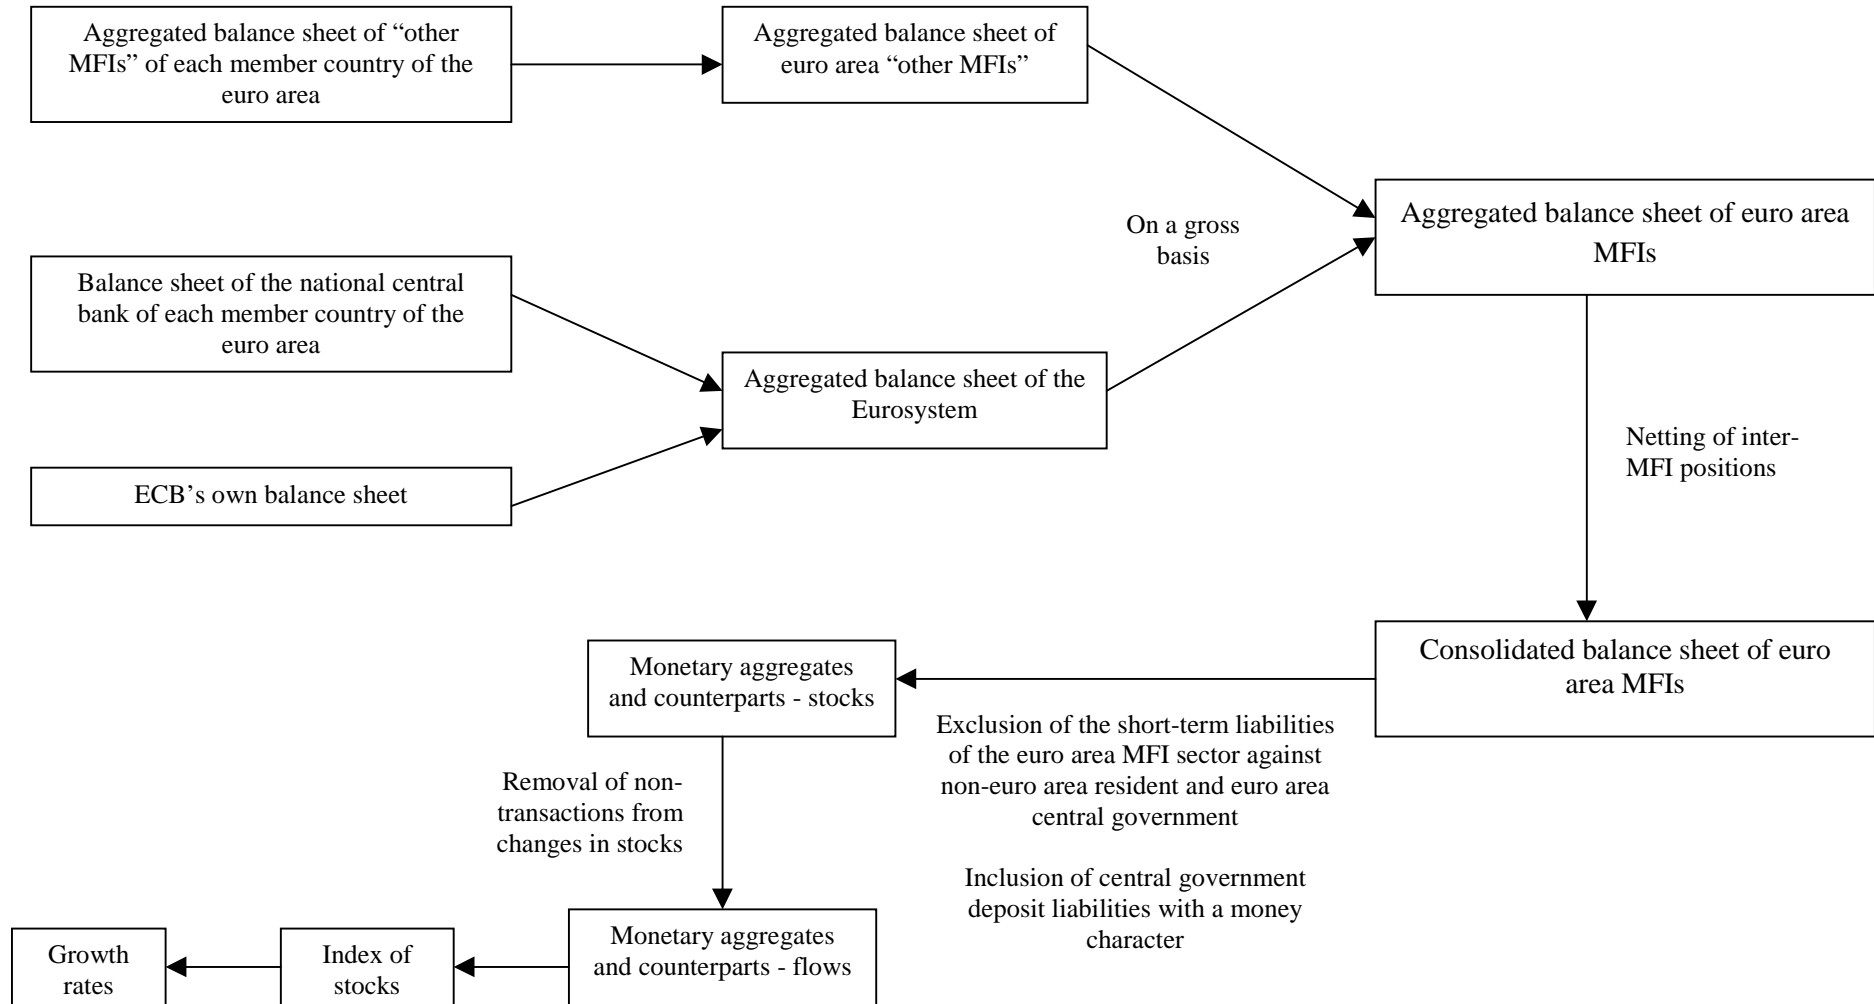 Aggregated balance sheet of “other
MFIs” of each member country of the
euro area
Aggregated balance sheet of
euro area “other MFIs”
Aggregated balance sheet of euro area
MFIs
On a gross
basis
Balance sheet of the national central
bank of each member country of the
euro area
Aggregated balance sheet of the
Eurosystem
ECB’s own balance sheet
Netting of inter-
MFI positions
Consolidated balance sheet of euro
area MFIs
Monetary aggregates
and counterparts - stocks
Exclusion of the short-term liabilities
of the euro area MFI sector against
non-euro area resident and euro area
central government
Inclusion of central government
deposit liabilities with a money
character
Removal of non-
transactions from
changes in stocks
Monetary aggregates
and counterparts - flows
Index of
stocks
Growth
rates